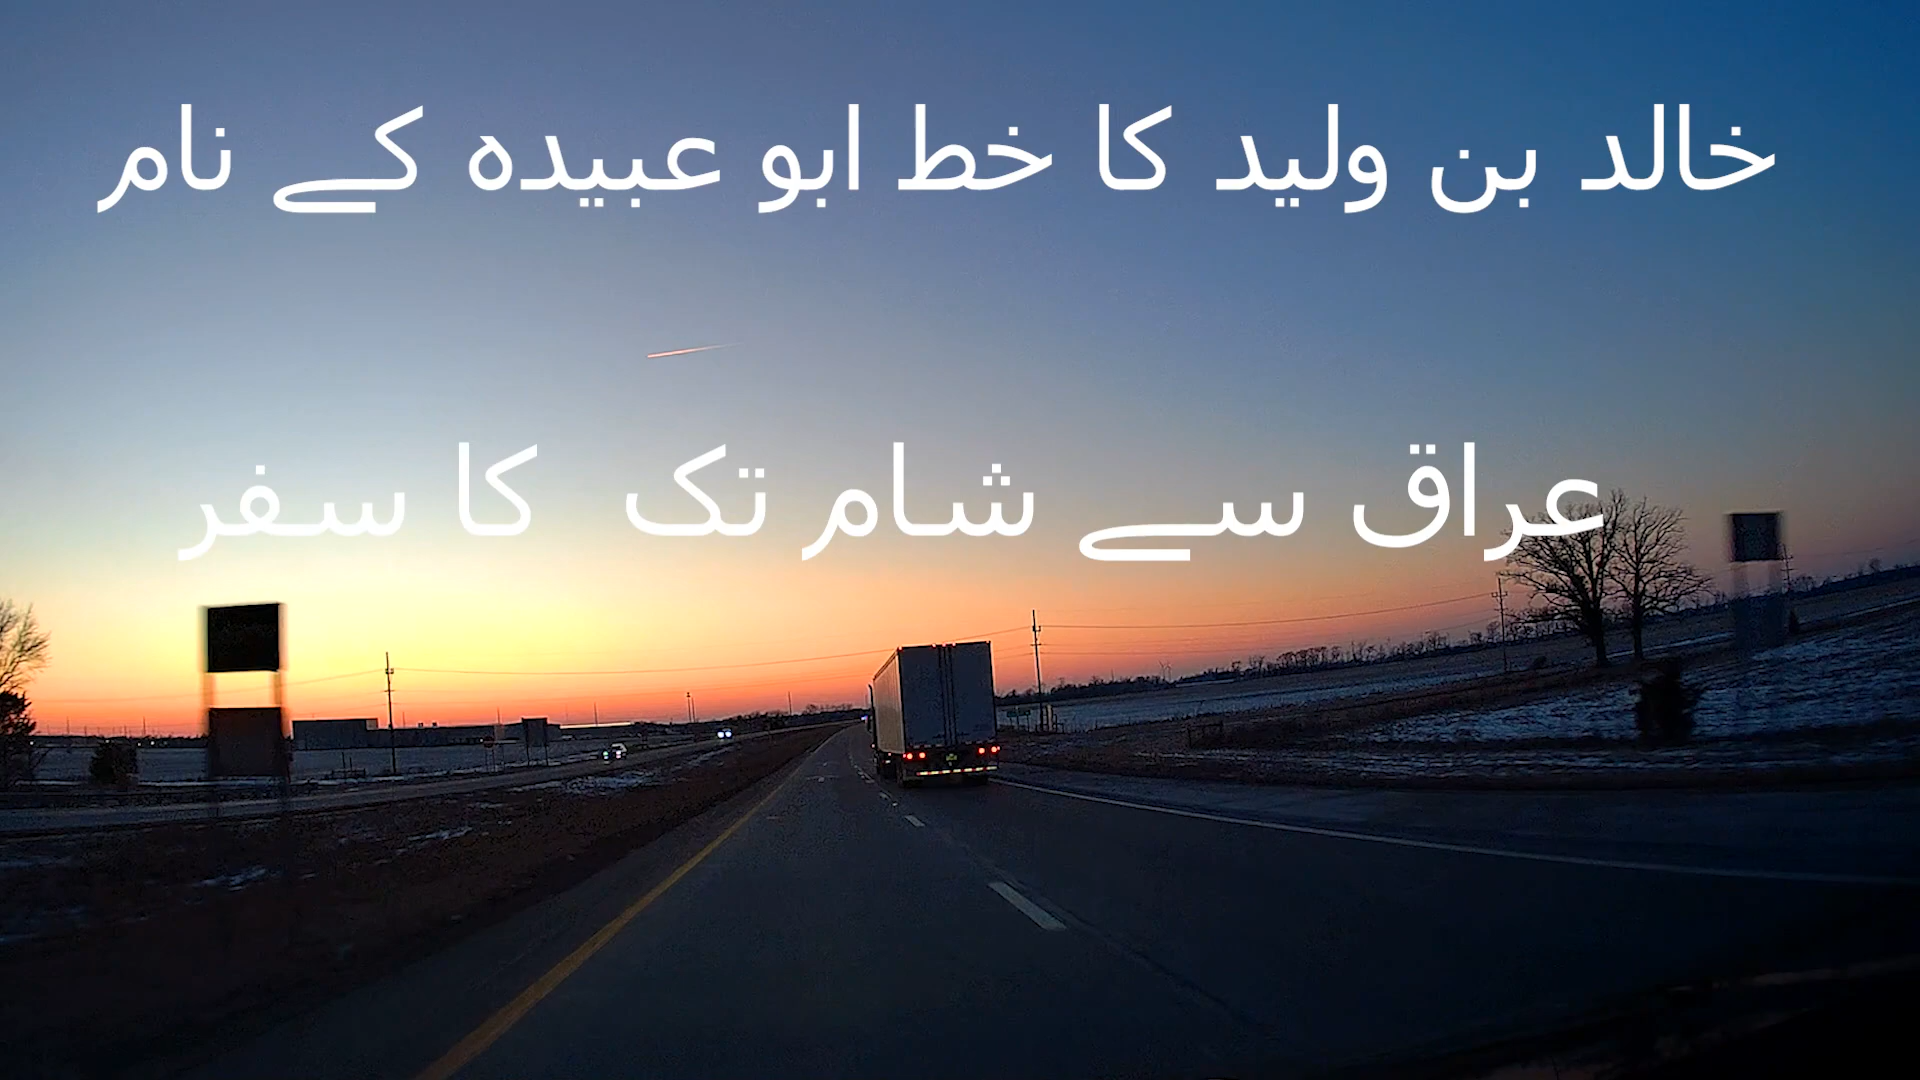 خالد بن ولید کا خط ابو عبیدہ کے نام
عراق سے شام تک کا سفر